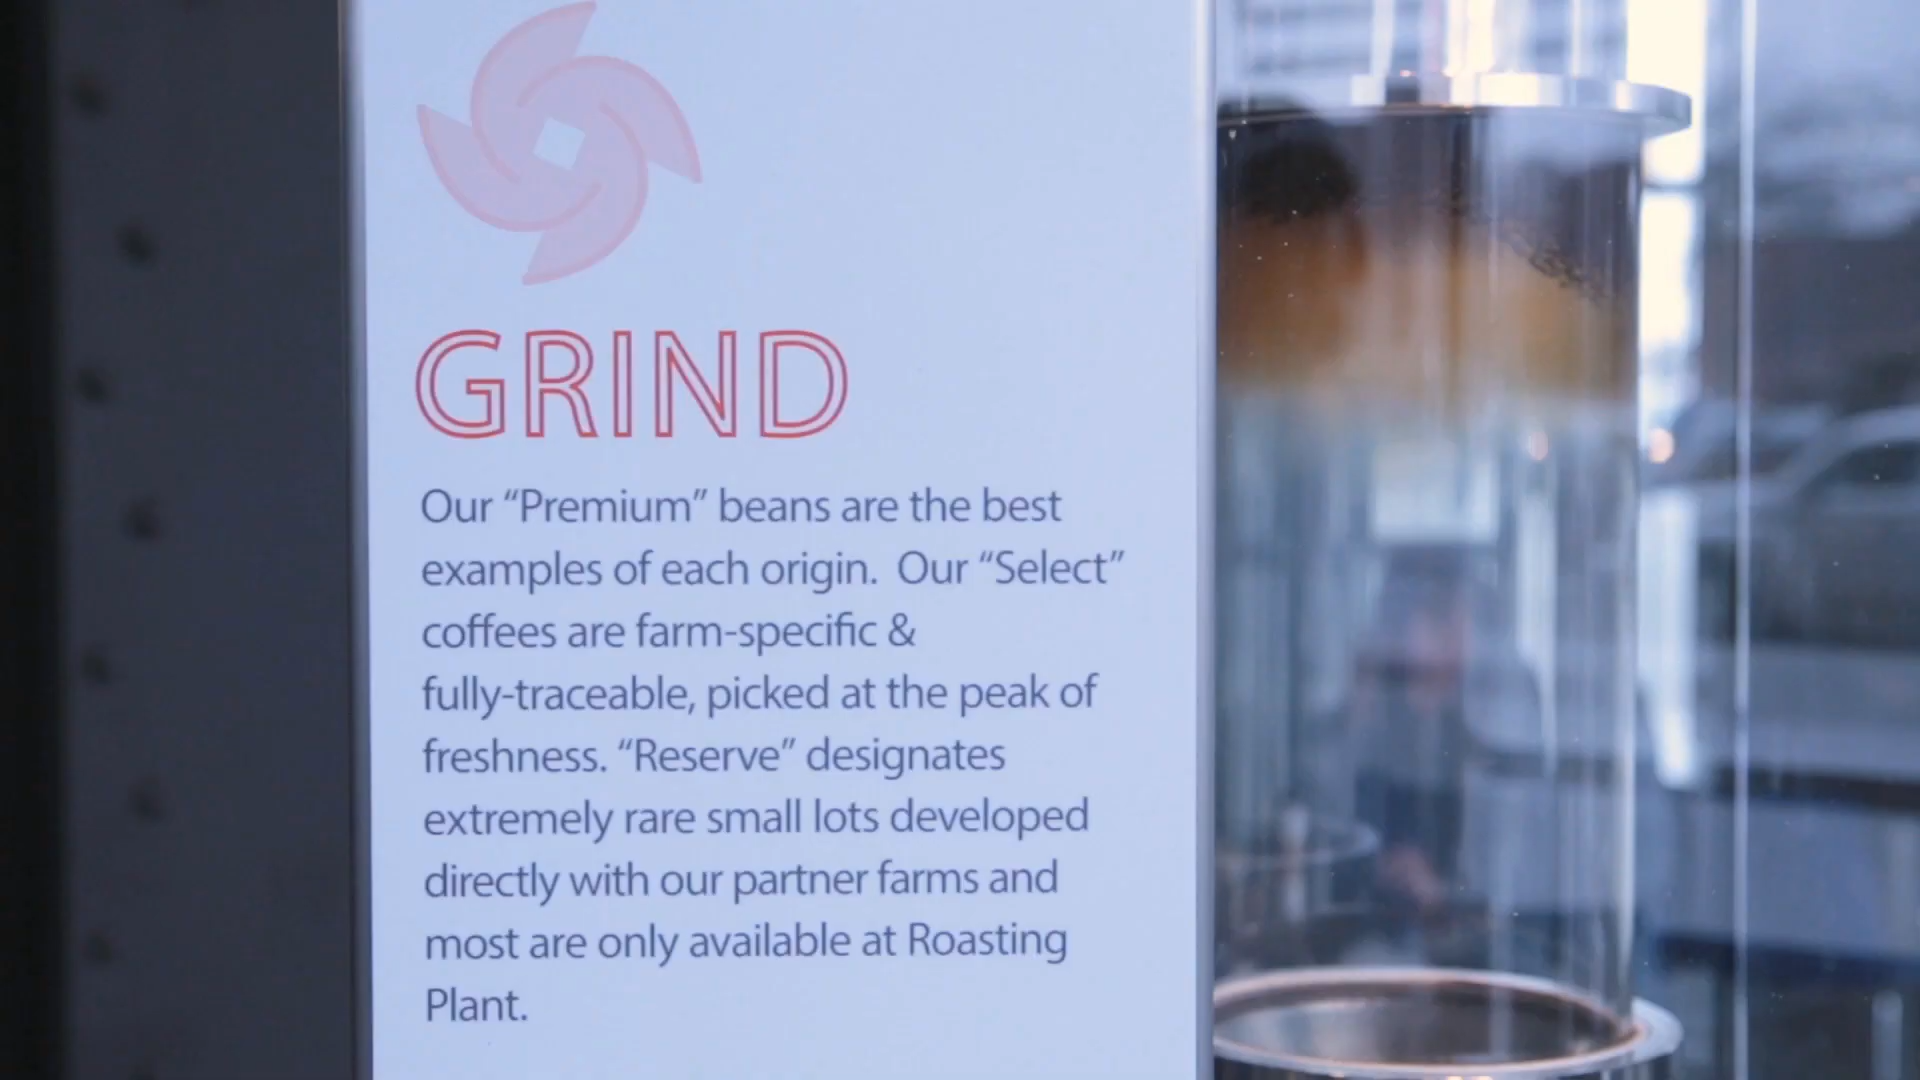 GRIND
Our “Premium” beans are the best
examples of each origin.  Our “Select”
coffees are farm-specific &
fully-traceable, picked at the peak of
freshness. “Reserve” designates
extremely rare small lots developed
directly with our partner farms and
most are only available at Roasting
Plant.